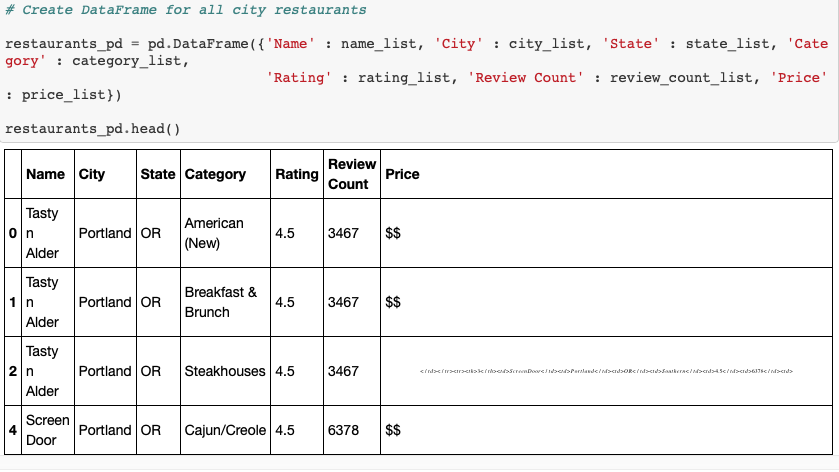 # Create DataFrame for all city restaurants
restaurants_pd = pd.DataFrame({'Name' : name_list, 'City' : city_list, 'State' : state_list, 'Cate
gory' : category_list,
'Rating' : rating_list, 'Review Count' : review_count_list, 'Price'
: price_list})
restaurants_pd.head()
Name City State Category Rating Review Count Price
0 Tasty n Alder Portland OR American (New) 4.5 3467 $$
1 Tasty n Alder Portland OR Breakfast & Brunch 4.5 3467 $$
2 Tasty n Alder Portland OR Steakhouses 4.5 3467 </td></tr><tr><th>3</th><td>ScreenDoor</td><td>Portland</td><td>OR</td><td>Southern</td><td>4.5</td><td>6378</td><td>
4 Screen Door Portland OR Cajun/Creole 4.5 6378 $$